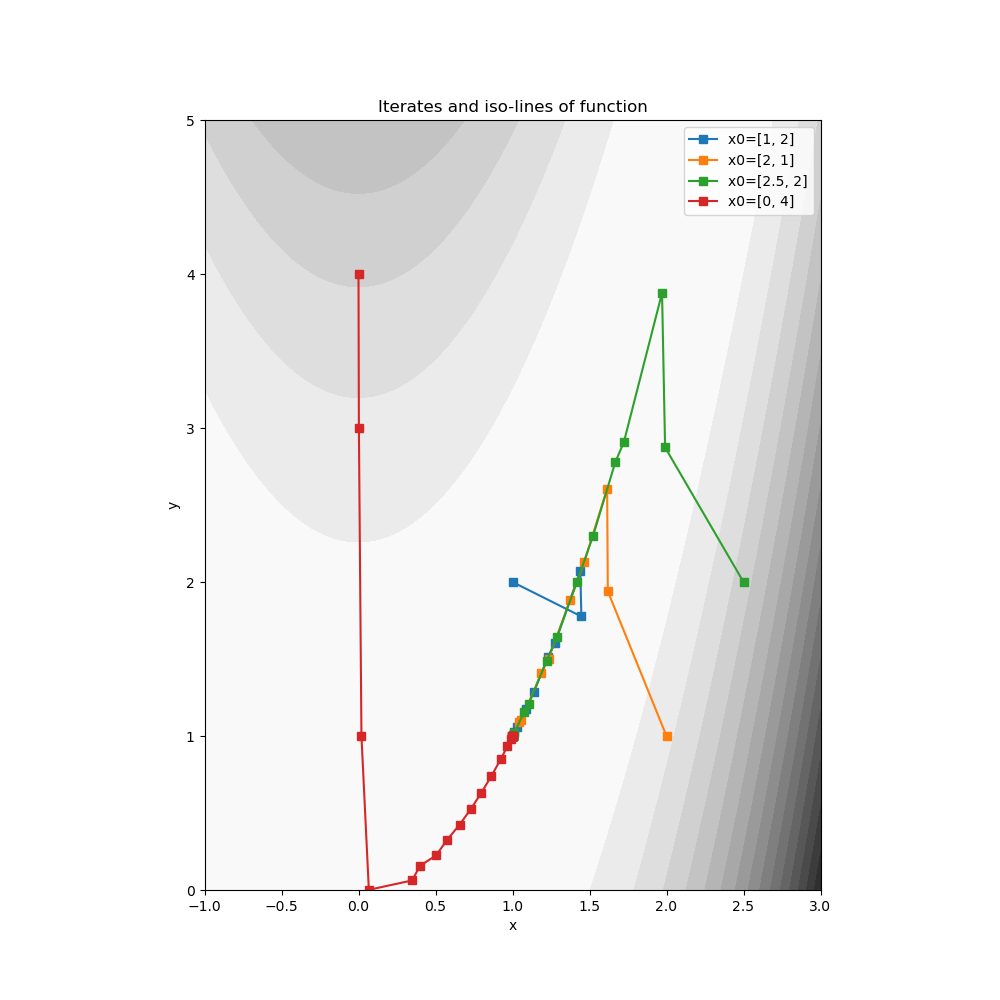 Iterates and iso-lines of function
x0=[1, 2]
x0=[2, 1]
x0=[2.5, 2]
x0=[0, 4]
y
5
4
3
2
1
0
−1.0 −0.5 0.0 0.5 1.0 1.5 2.0 2.5 3.0
x